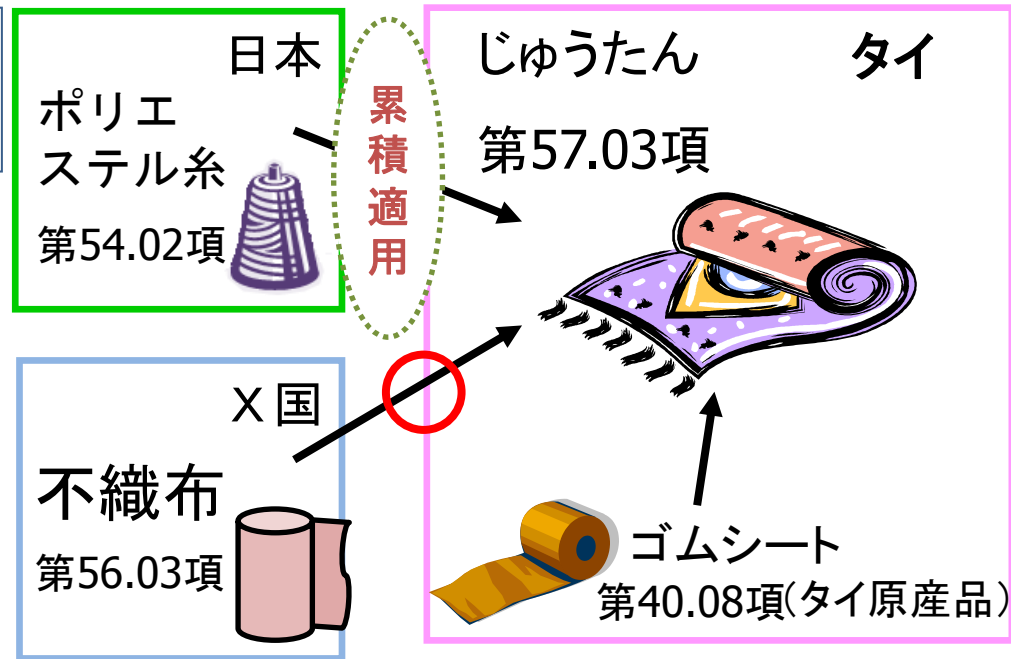 日本
ポリエ
ステル糸
第54.02項
累積適用
じゅうたん
タイ
第57.03項
X国
不織布
第56.03項
ゴムシート
第40.08項(タイ原産品)